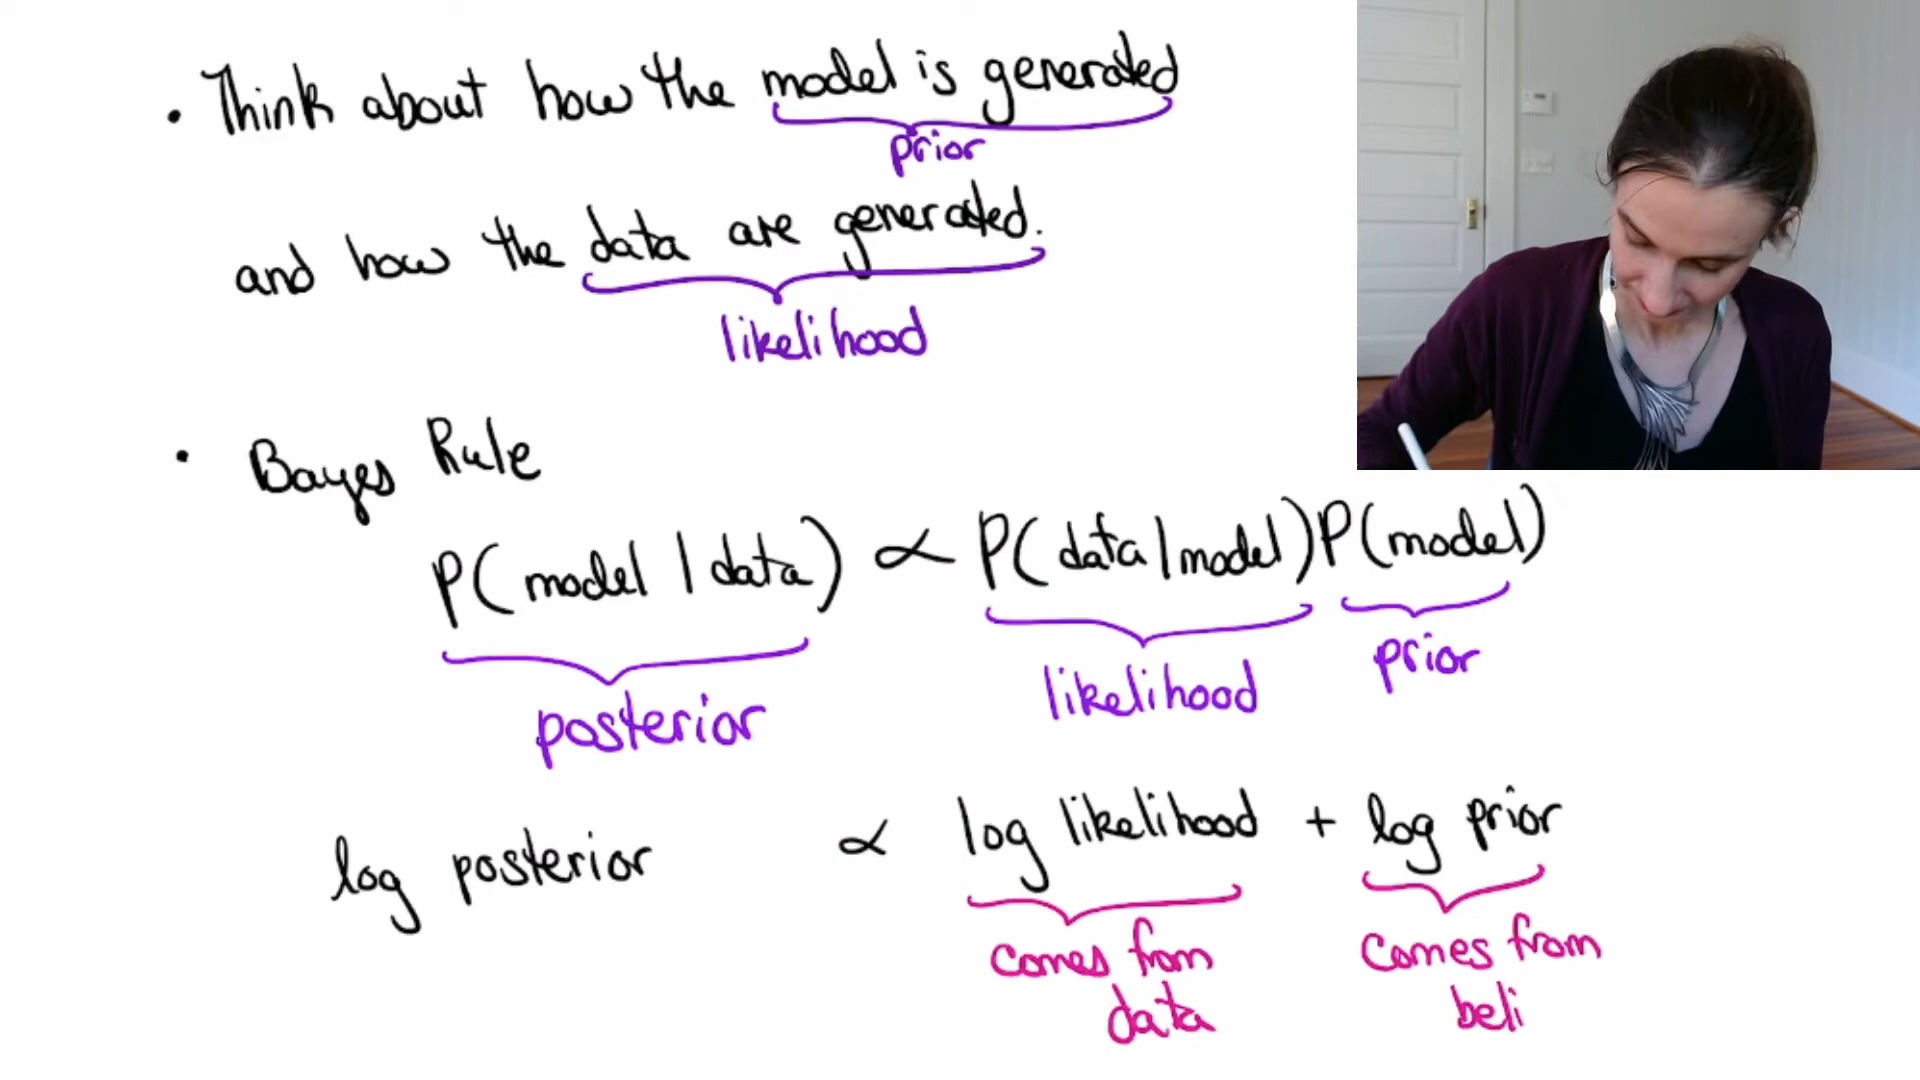 • Think about how the model is generated
prior
and how the data are generated.
likelihood
• Bayes Rule
P(model | data) ∝ P(data | model) P(model)
posterior
likelihood
prior
log posterior ∝ log likelihood + log prior
comes from
data
comes from
beli